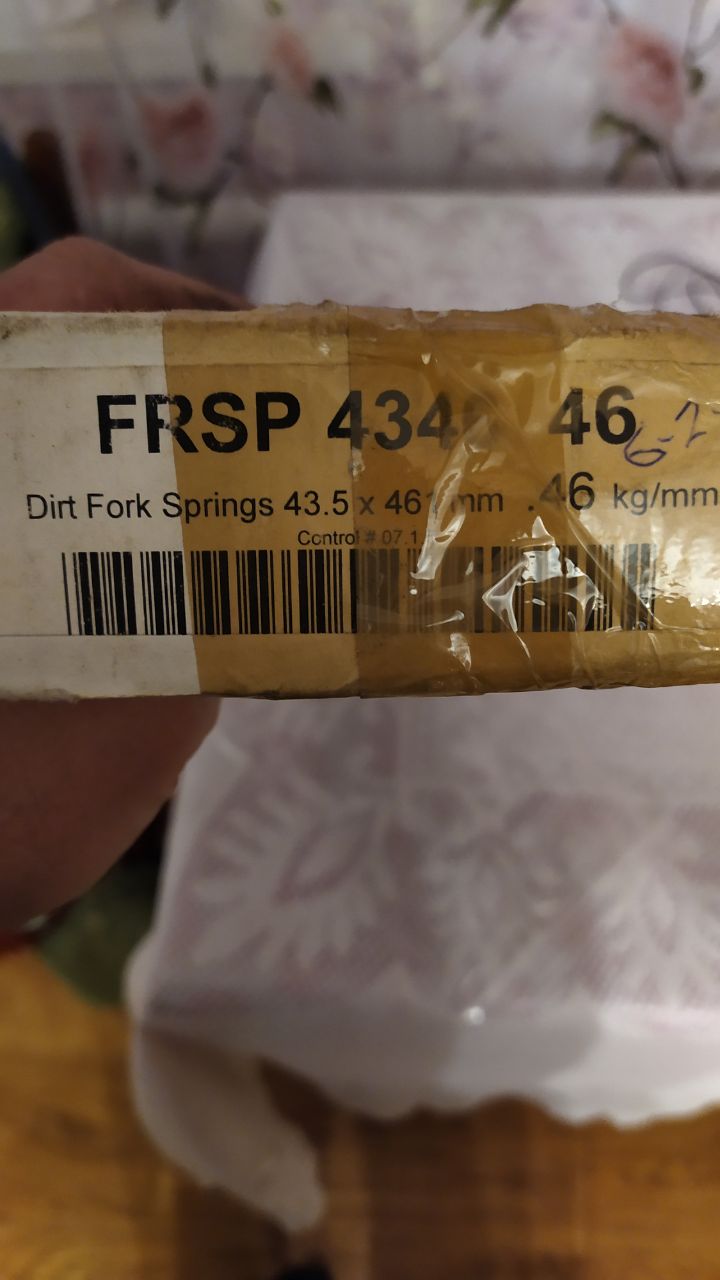 FRSP 434 46
Dirt Fork Springs 43.5 x 461 mm .46 kg/mm
Control # 07.1